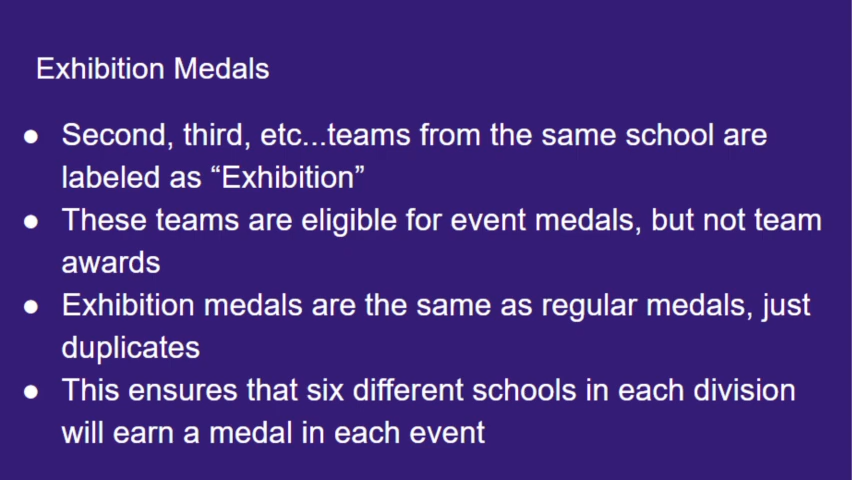 Exhibition Medals
● Second, third, etc...teams from the same school are
labeled as “Exhibition”
● These teams are eligible for event medals, but not team
awards
● Exhibition medals are the same as regular medals, just
duplicates
● This ensures that six different schools in each division
will earn a medal in each event